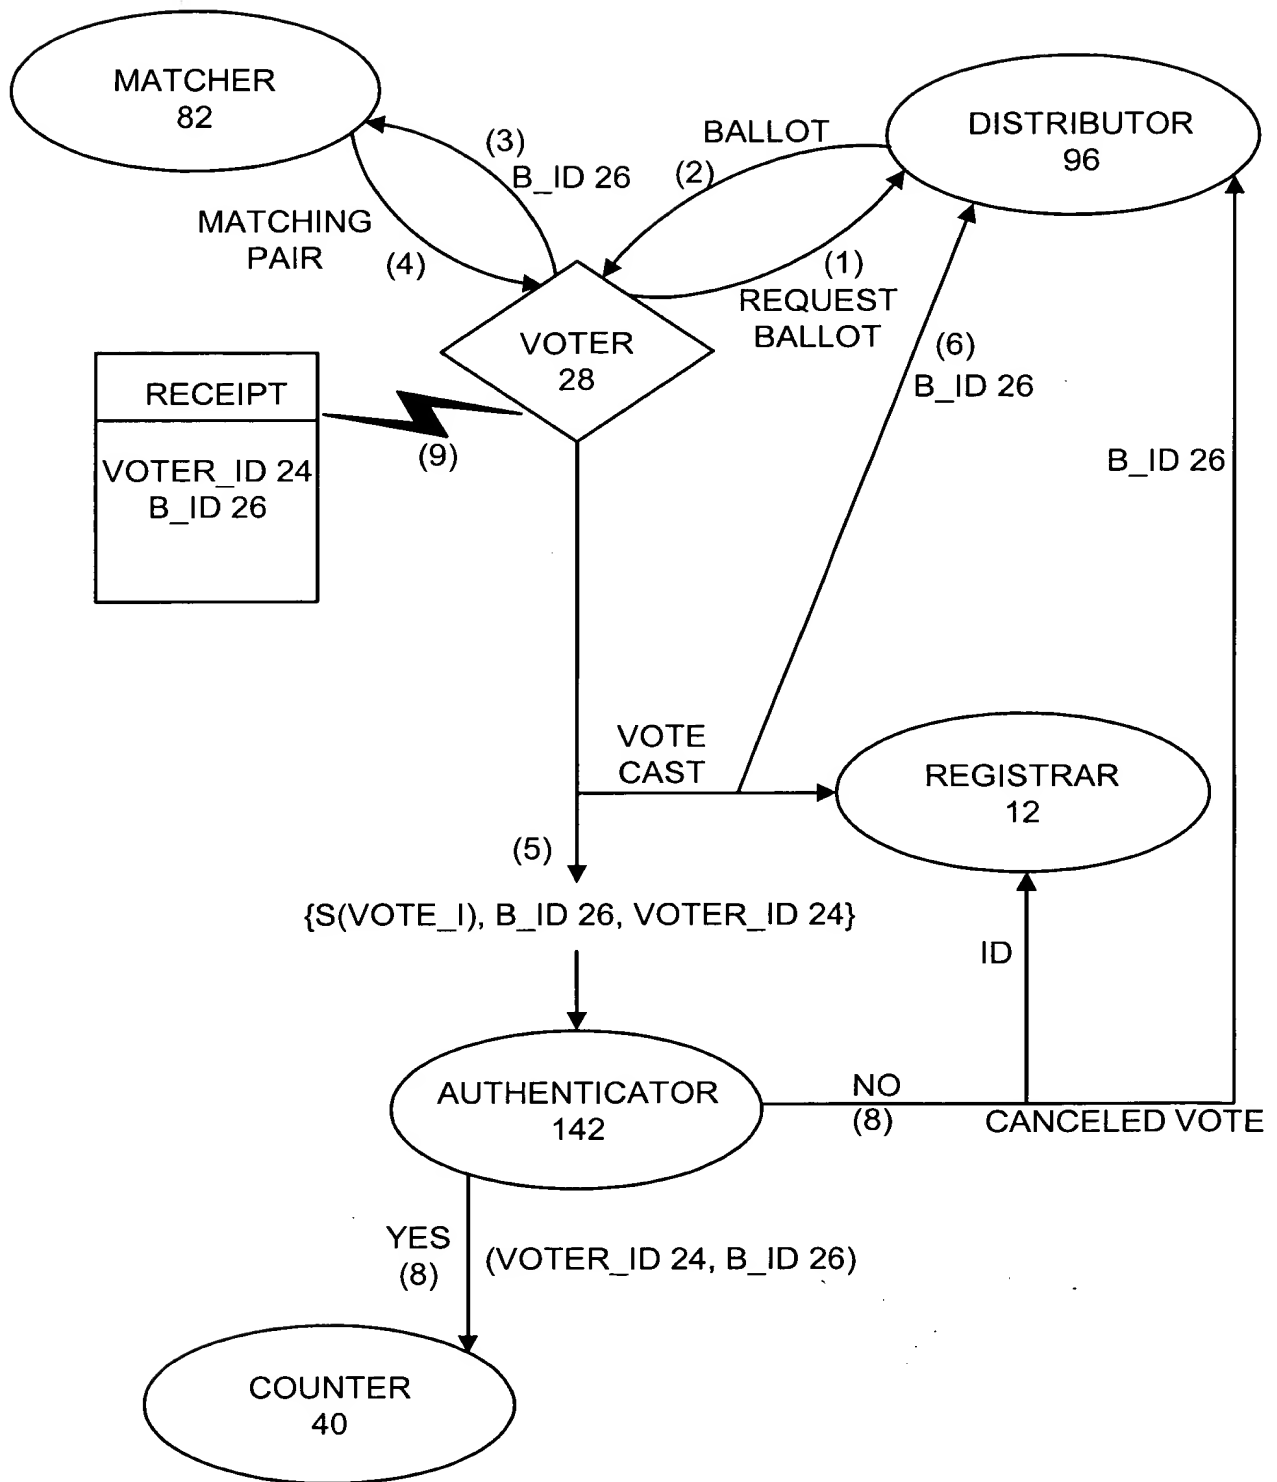 MATCHER
82
DISTRIBUTOR
96
BALLOT
(2)
(3)
B_ID 26
MATCHING
PAIR
(4)
(1)
REQUEST
BALLOT
VOTER
28
(6)
B_ID 26
RECEIPT
VOTER_ID 24
B_ID 26
(9)
B_ID 26
VOTE
CAST
REGISTRAR
12
(5)
{S(VOTE_I), B_ID 26, VOTER_ID 24}
ID
AUTHENTICATOR
142
NO
(8)
CANCELED VOTE
YES
(8)
(VOTER_ID 24, B_ID 26)
COUNTER
40